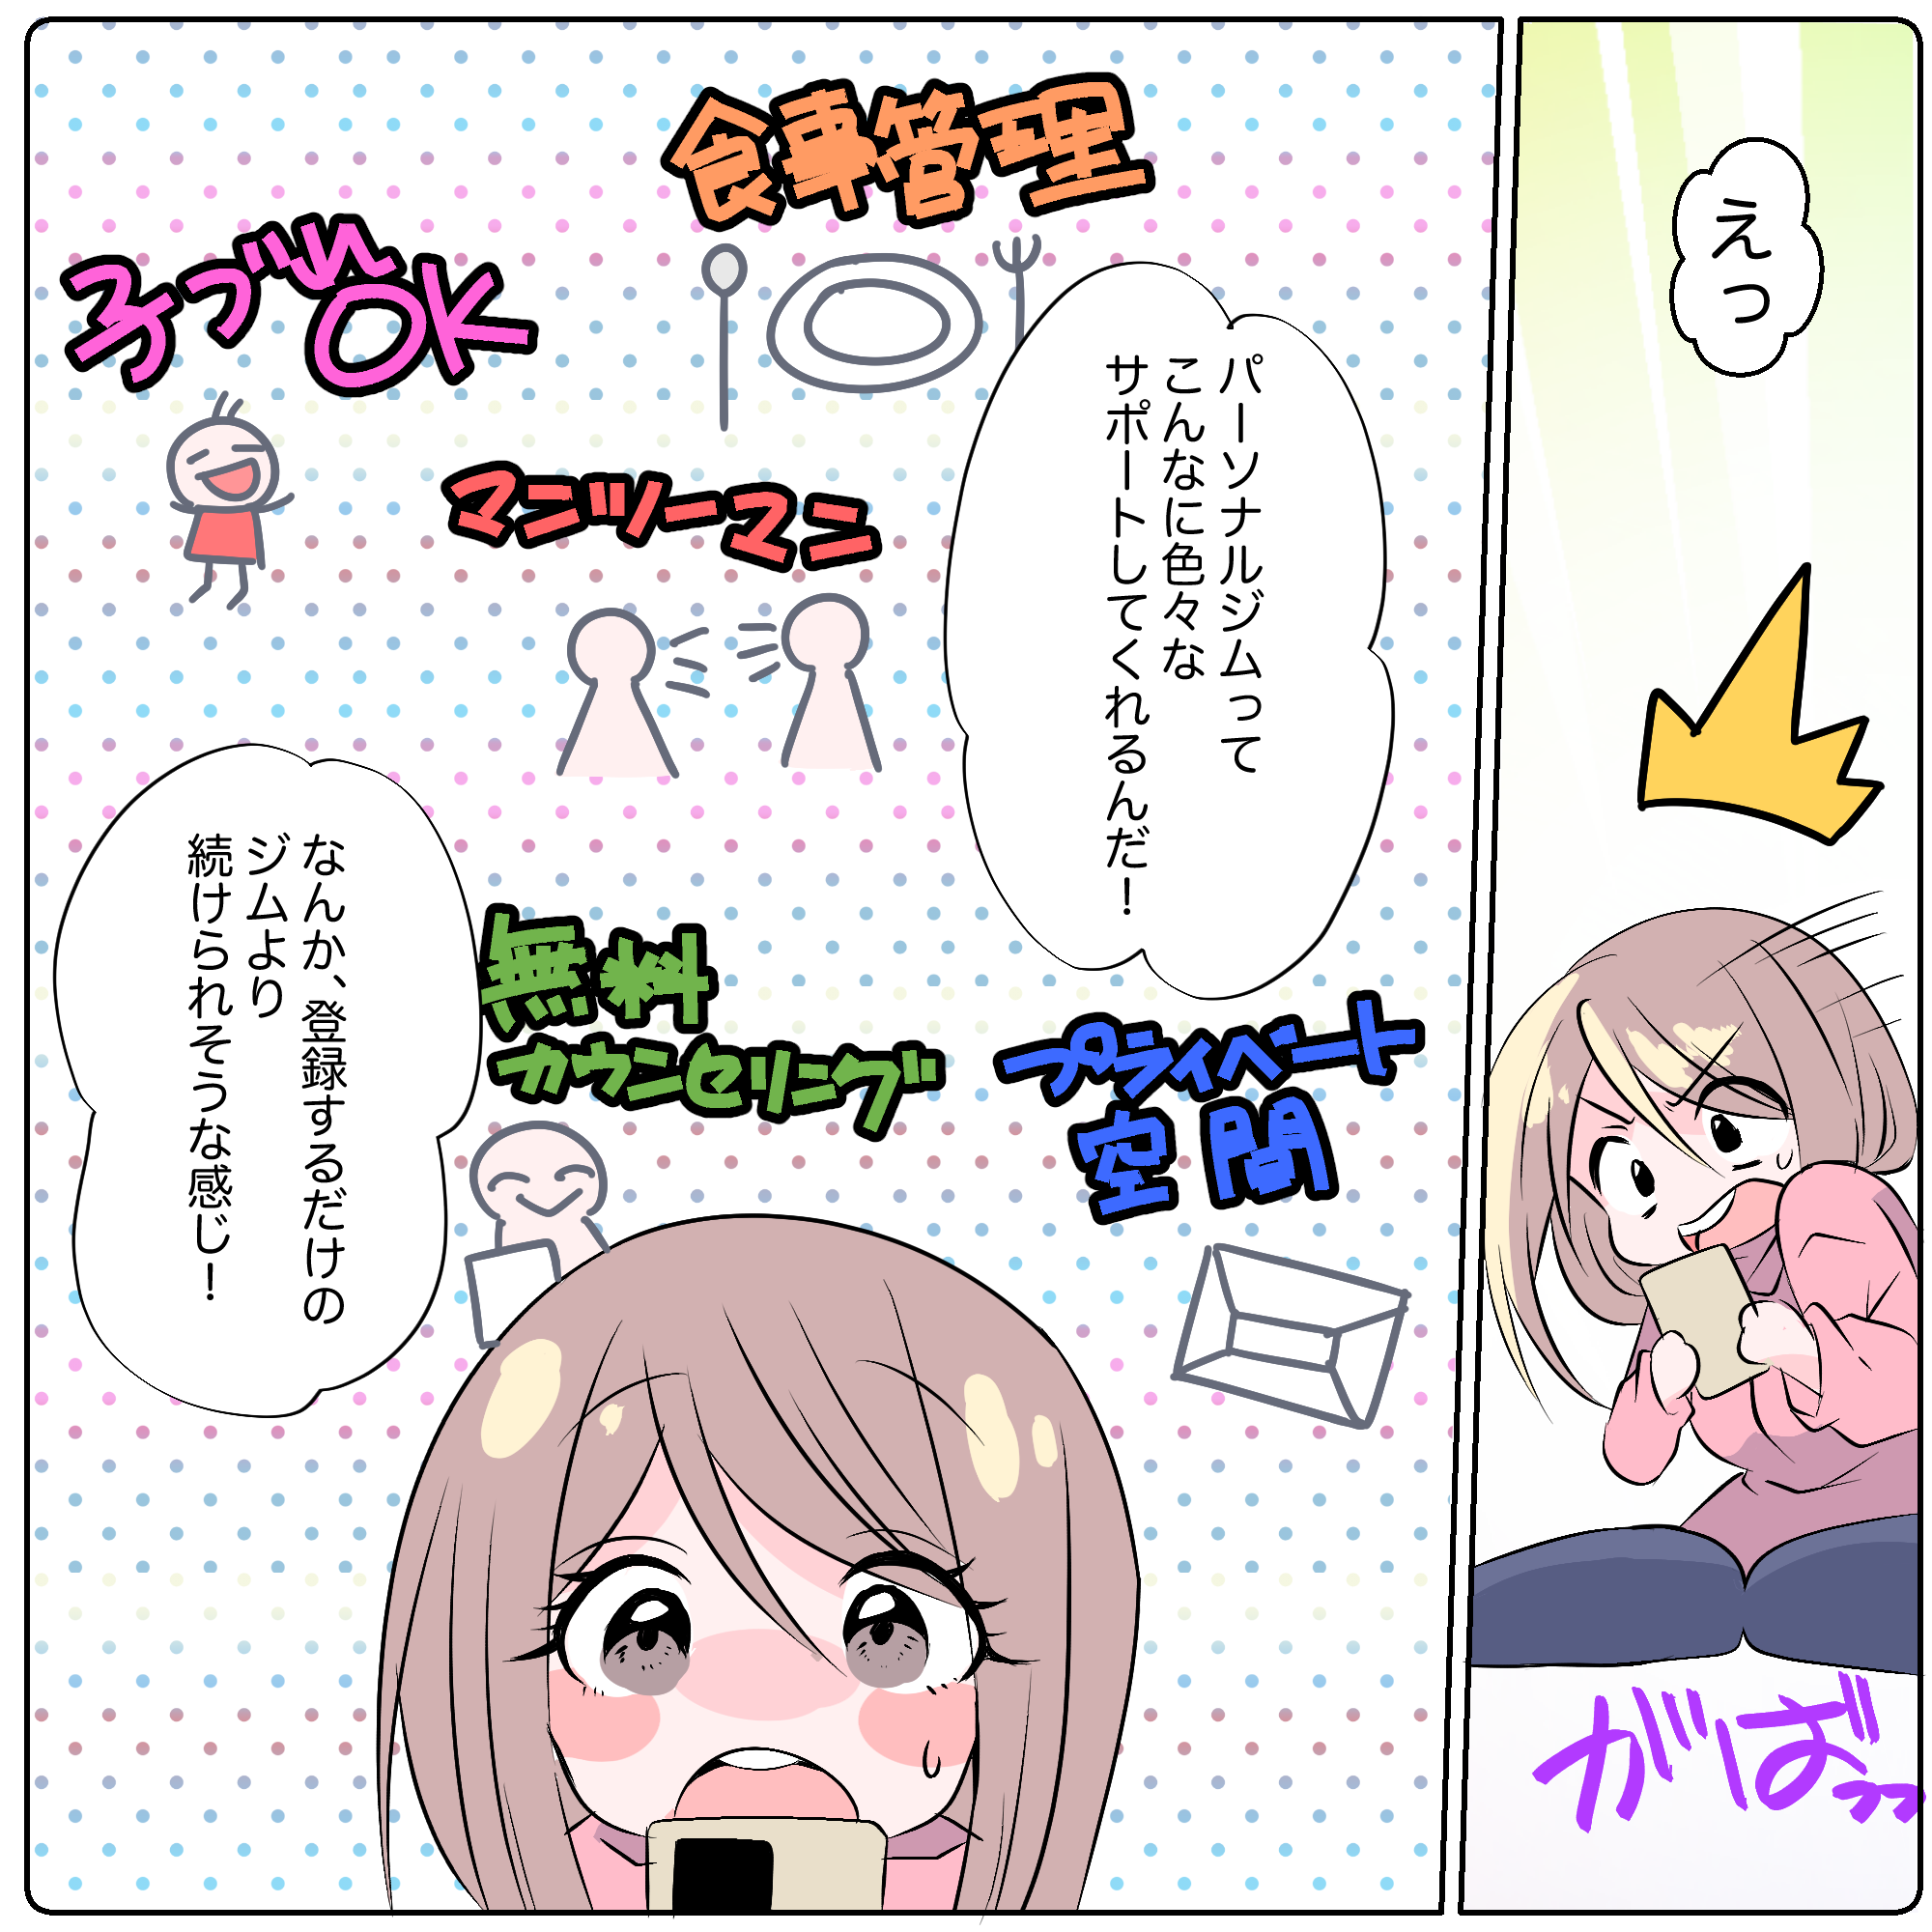 えっ
がばっ
パーソナルジムって
こんなに色々な
サポートしてくれるんだ！
食事管理
子づれOK
マンツーマン
プライベート
空間
無料
カウンセリング
なんか、登録するだけの
ジムより
続けられそうな感じ！